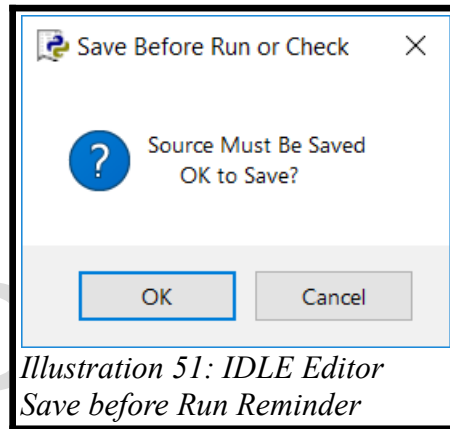 Save Before Run or Check
Source Must Be Saved
OK to Save?
OK
Cancel
Illustration 51: IDLE Editor
Save before Run Reminder